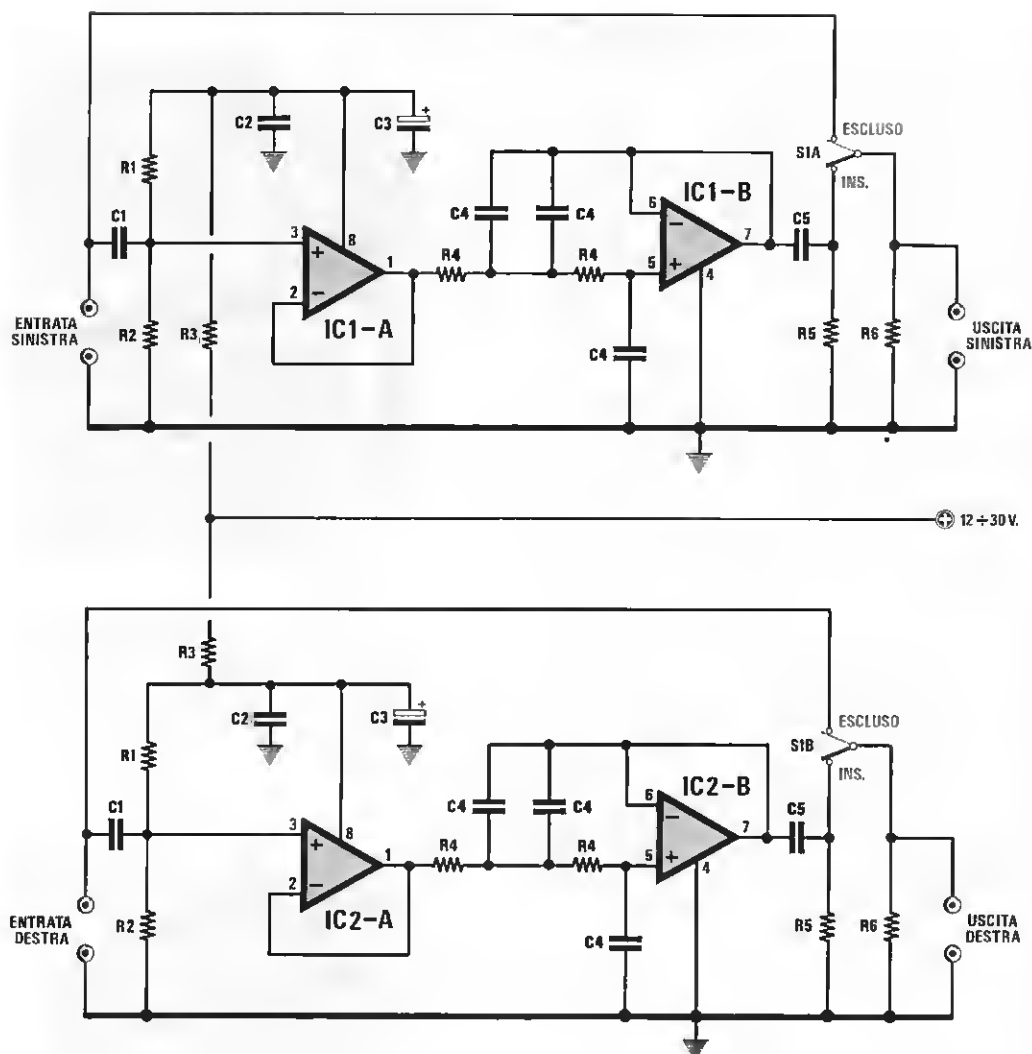 C2
C3
+
ESCLUSO
S1A
INS.
R1
C1
C4
C4
IC1-B
6
−
7
C5
3
+
8
1
R4
R4
5
+
4
2
−
IC1-A
ENTRATA
SINISTRA
R2
R3
C4
R5
R6
USCITA
SINISTRA
12÷30V.
R3
C2
C3
+
ESCLUSO
S1B
INS.
R1
C1
C4
C4
IC2-B
6
−
7
C5
3
+
8
1
R4
R4
5
+
4
2
−
IC2-A
ENTRATA
DESTRA
R2
C4
R5
R6
USCITA
DESTRA